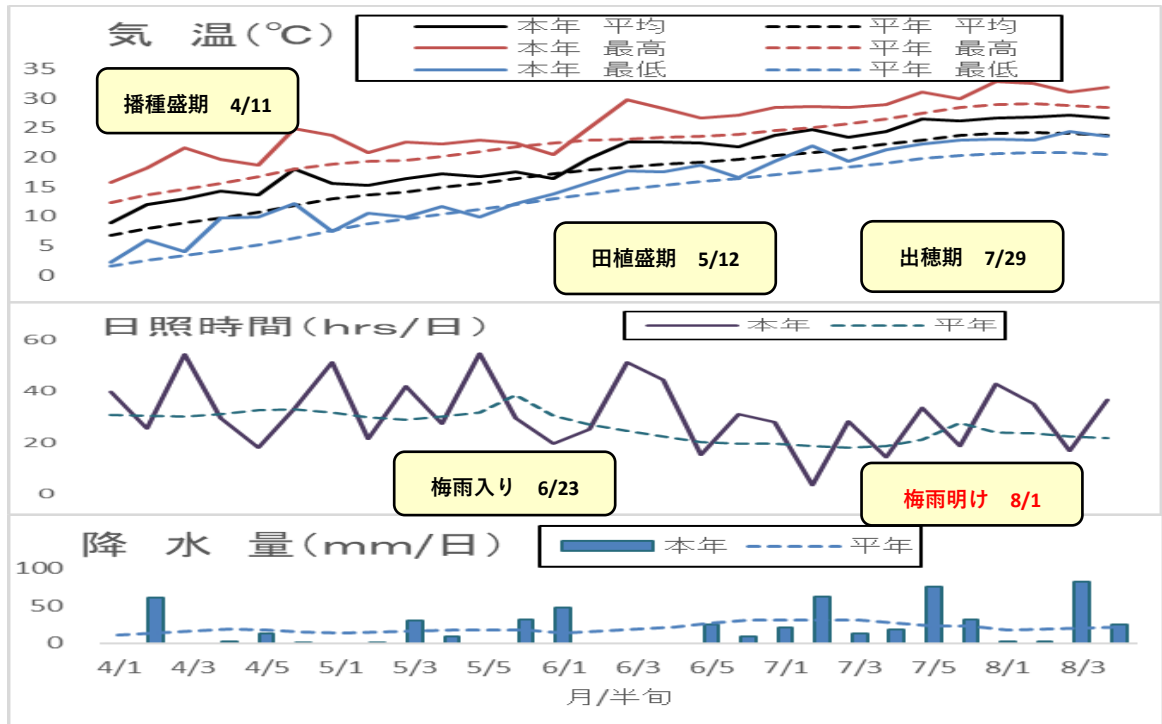 気　温（℃）
本年　平均　平年　平均
本年　最高　平年　最高
本年　最低　平年　最低
35
30
25
20
15
10
5
0
播種盛期　4/11
田植盛期　5/12
出穂期　7/29
日照時間（hrs/日）
本年　平年
60
40
20
0
梅雨入り　6/23
梅雨明け　8/1
降　水　量（mm/日）
本年　平年
100
50
0
4/1 4/3 4/5 5/1 5/3 5/5 6/1 6/3 6/5 7/1 7/3 7/5 8/1 8/3
月/半旬